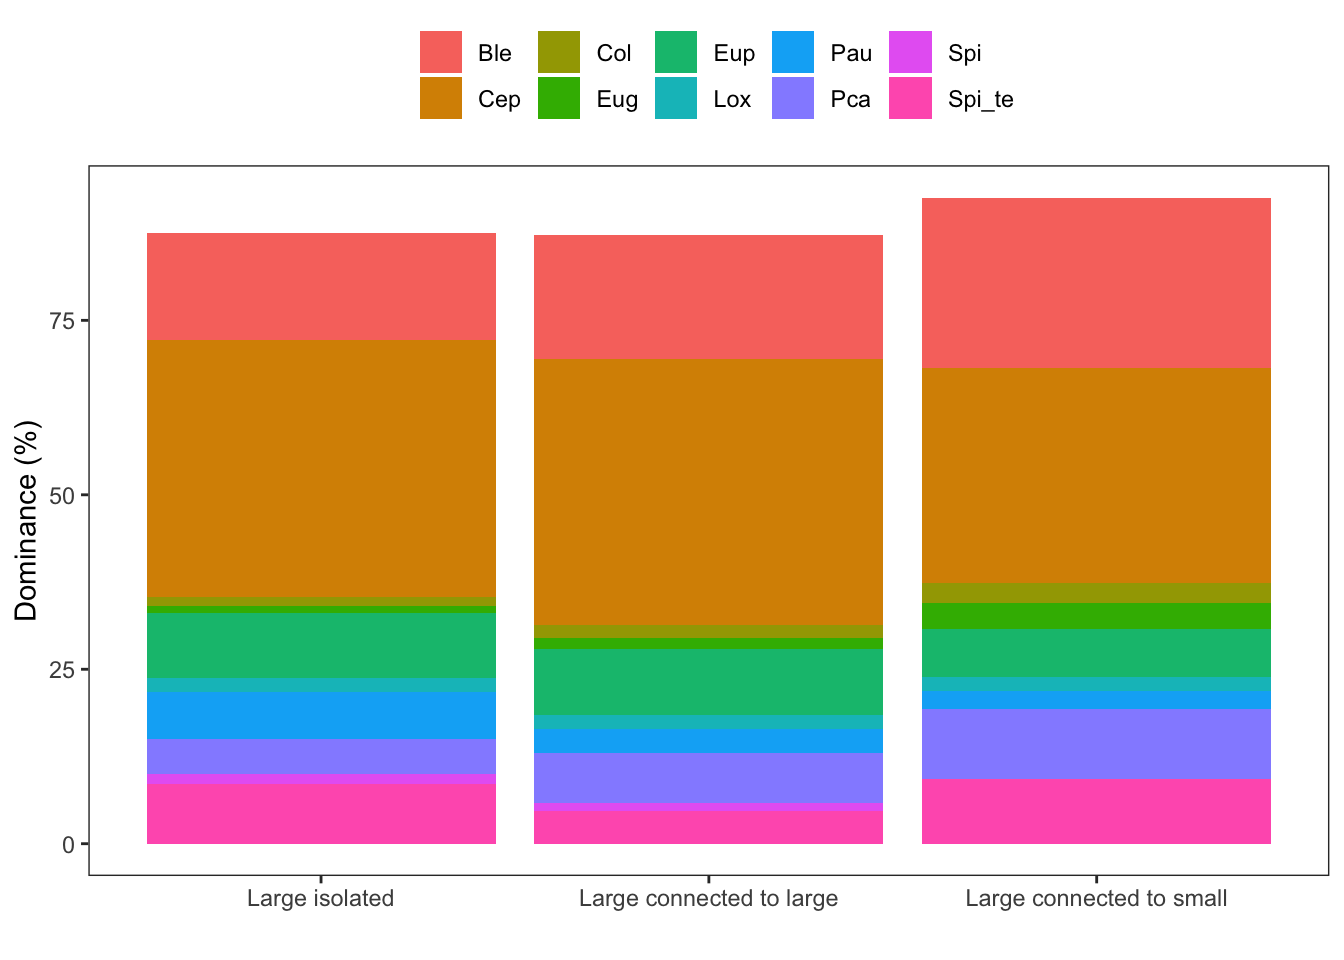 Ble Col Eup Pau Spi
Cep Eug Lox Pca Spi_te
Dominance (%)
75
50
25
0
Large isolated Large connected to large Large connected to small